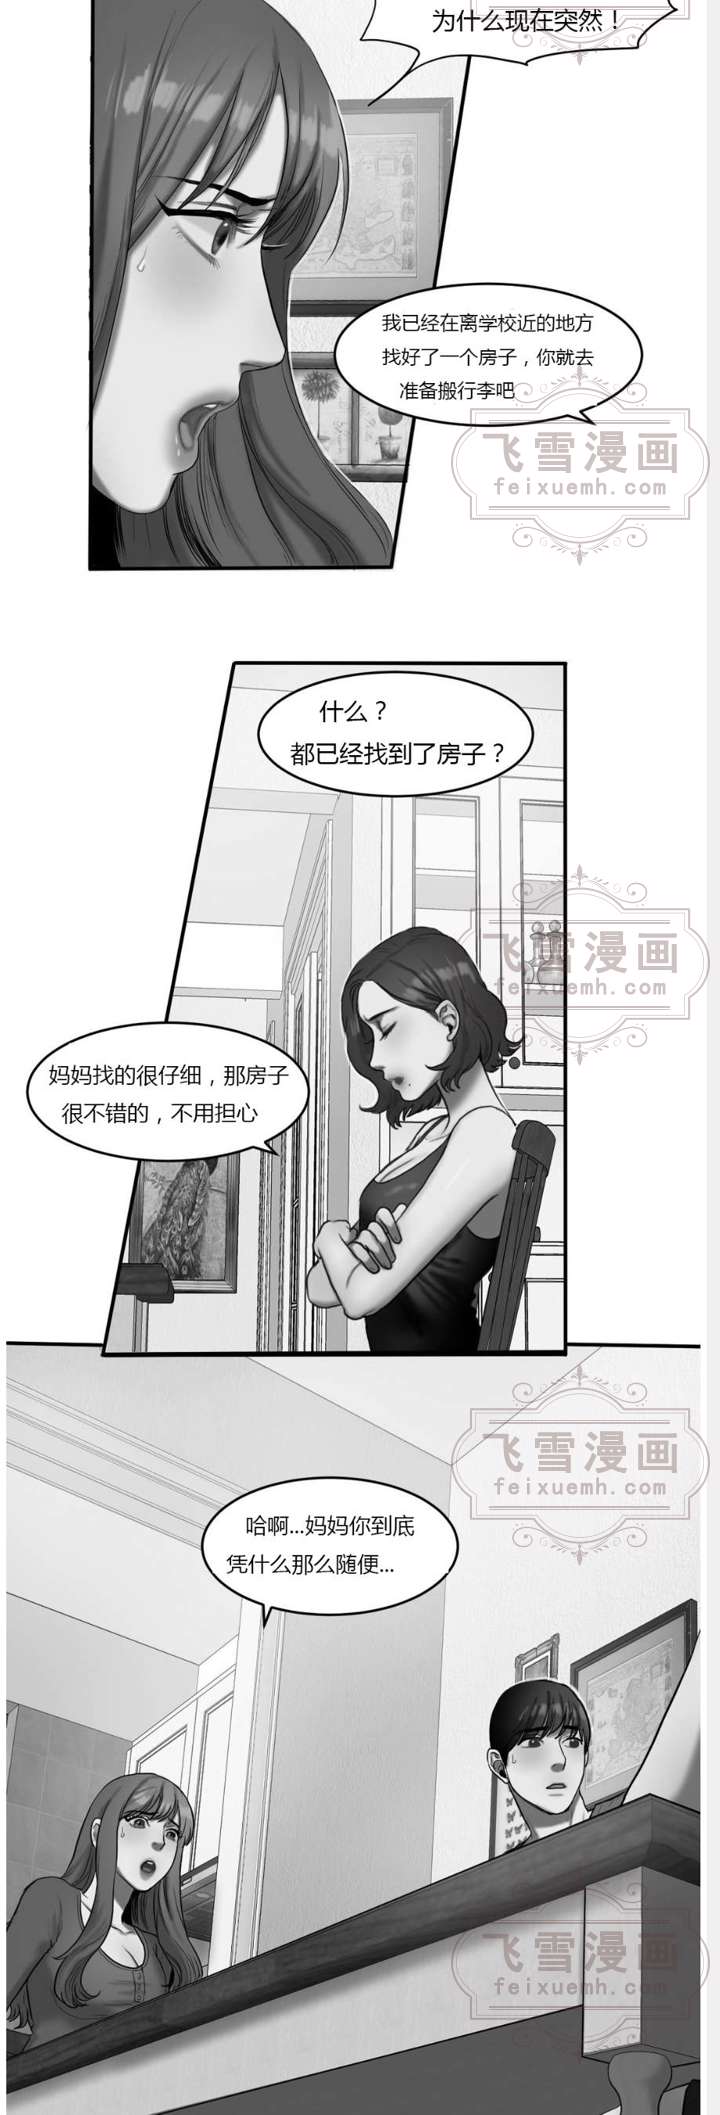 为什么现在突然！
我已经在离学校近的地方
找好了一个房子，你就去
准备搬行李吧
飞雪漫画
feixuemh.com
什么？
都已经找到了房子？
飞雪漫画
feixuemh.com
妈妈找的很仔细，那房子
很不错的，不用担心
飞雪漫画
feixuemh.com
哈啊...妈妈你到底
凭什么那么随便...
飞雪漫画
feixuemh.com